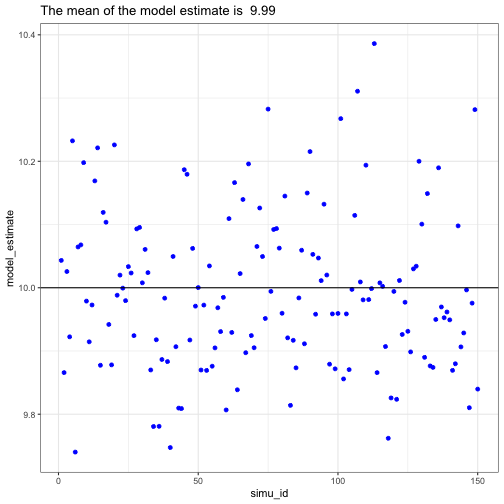 The mean of the model estimate is  9.99
10.4
10.2
10.0
9.8
model_estimate
0
50
100
150
simu_id